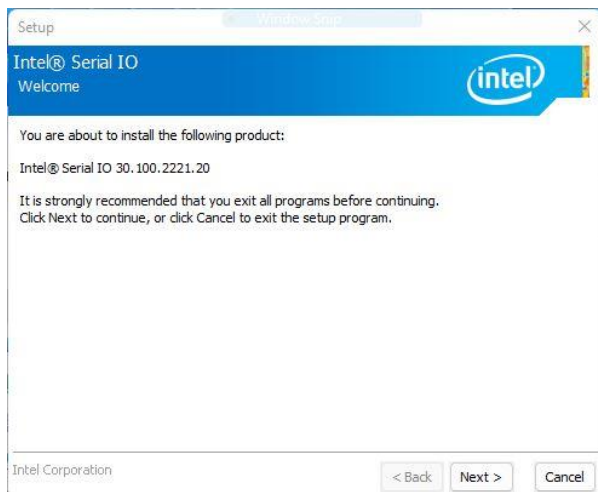 Window Snip
Setup
Intel® Serial IO
Welcome
intel
You are about to install the following product:
Intel® Serial IO 30.100.2221.20
It is strongly recommended that you exit all programs before continuing.
Click Next to continue, or click Cancel to exit the setup program.
Intel Corporation
< Back
Next >
Cancel